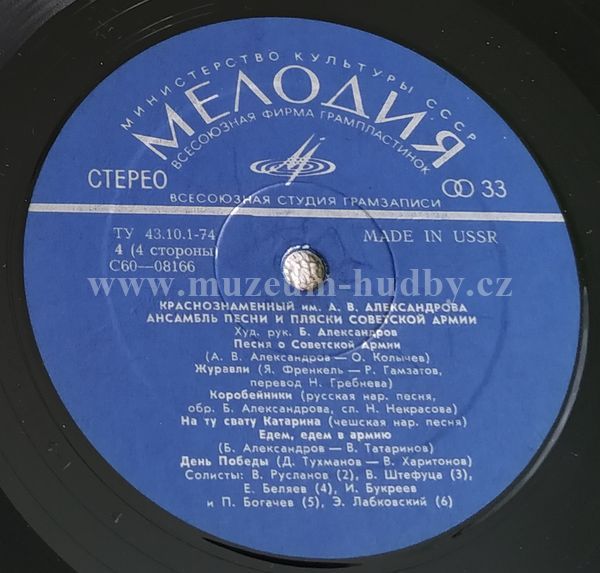 МИНИСТЕРСТВО КУЛЬТУРЫ СССР
МЕЛОДИЯ
ВСЕСОЮЗНАЯ ФИРМА ГРАМПЛАСТИНОК
СТЕРЕО
33
ВСЕСОЮЗНАЯ СТУДИЯ ГРАМЗАПИСИ
ТУ 43.10.1-74
MADE IN USSR
4 (4 стороны)
С60—08166
www.muzeum-hudby.cz
КРАСНОЗНАМЕННЫЙ им. А. В. АЛЕКСАНДРОВА
АНСАМБЛЬ ПЕСНИ И ПЛЯСКИ СОВЕТСКОЙ АРМИИ
Худ. рук. Б. Александров
Песня о Советской Армии
(А. В. Александров — О. Колычев)
Журавли (Я. Френкель — Р. Гамзатов,
перевод Н. Гребнева)
Коробейники (русская нар. песня,
обр. Б. Александрова, сл. Н. Некрасова)
На ту свату Катарина (чешская нар. песня)
Едем, едем в армию
(Б. Александров — В. Татаринов)
День Победы (Д. Тухманов — В. Харитонов)
Солисты: В. Русланов (2), В. Штефуца (3),
Е. Беляев (4), И. Букреев
и П. Богачев (5), Э. Лабковский (6)